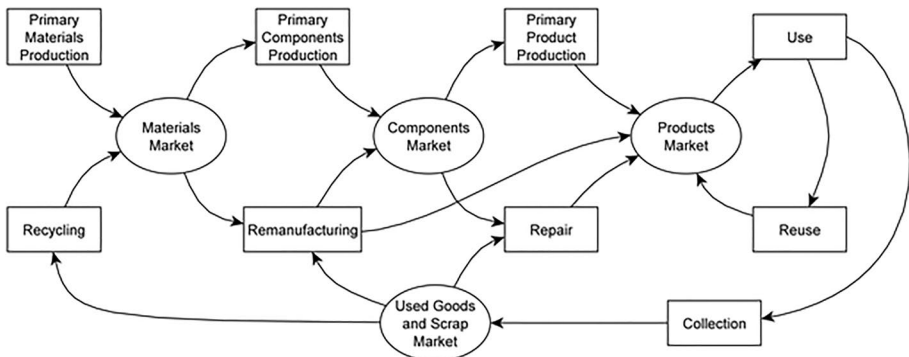 Primary
Materials
Production
Primary
Components
Production
Primary
Product
Production
Use
Materials
Market
Components
Market
Products
Market
Recycling
Remanufacturing
Repair
Reuse
Used Goods
and Scrap
Market
Collection